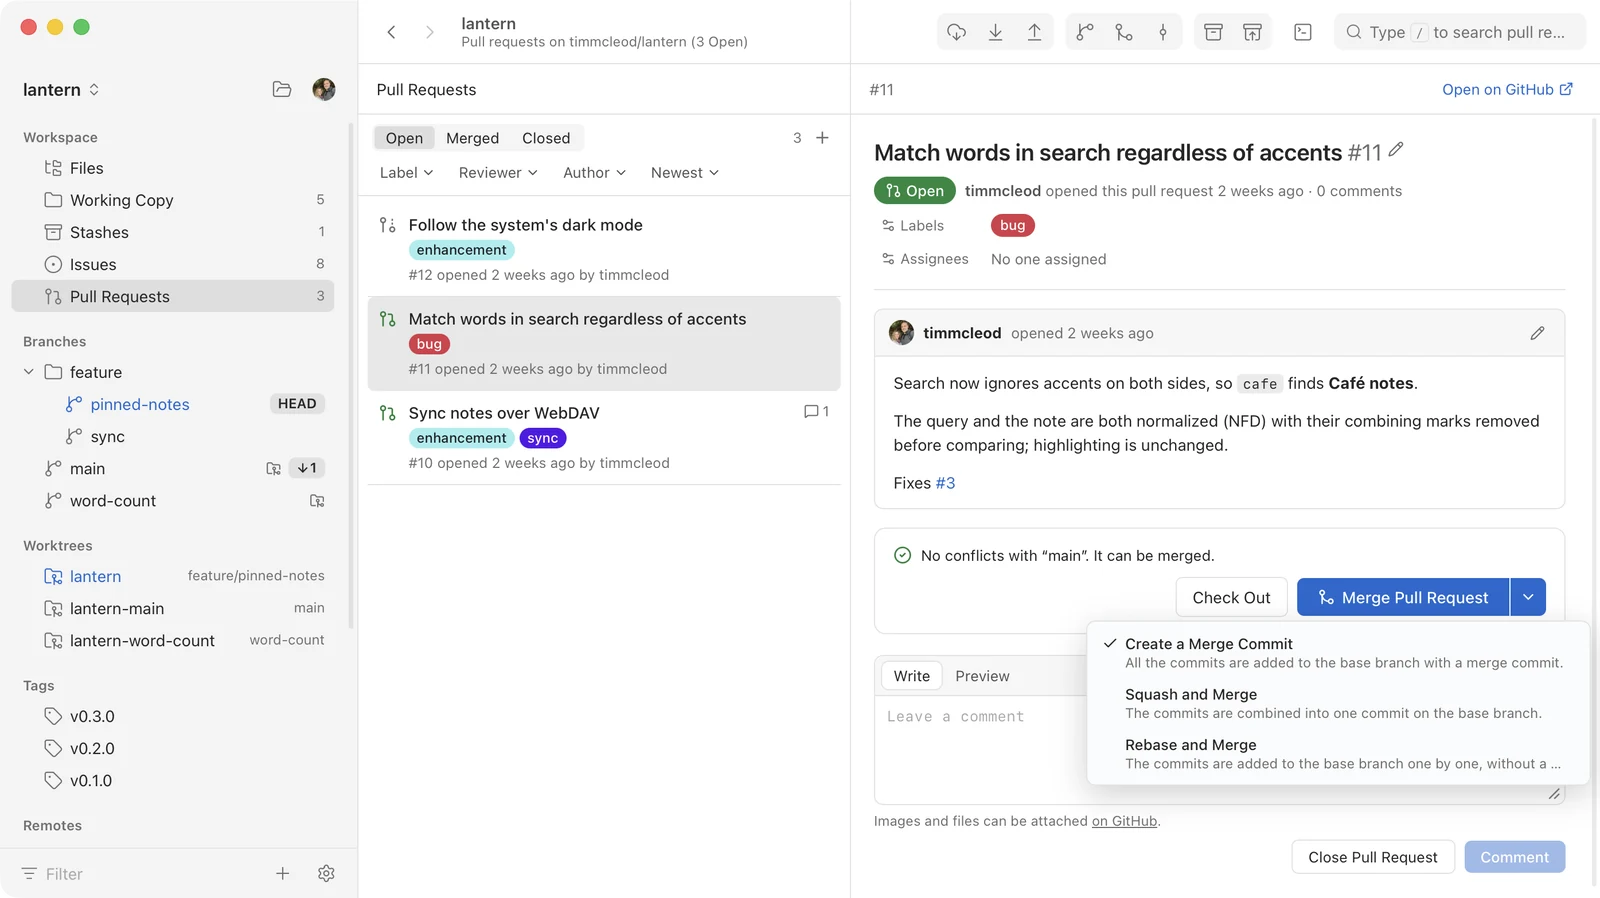 lantern
Workspace
Files
Working Copy 5
Stashes 1
Issues 8
Pull Requests 3
Branches
feature
pinned-notes HEAD
sync
main ↓1
word-count
Worktrees
lantern feature/pinned-notes
lantern-main main
lantern-word-count word-count
Tags
v0.3.0
v0.2.0
v0.1.0
Remotes
Filter
lantern
Pull requests on timmcleod/lantern (3 Open)
Type / to search pull re...
Pull Requests
Open Merged Closed 3
Label Reviewer Author Newest
Follow the system's dark mode
enhancement
#12 opened 2 weeks ago by timmcleod
Match words in search regardless of accents
bug
#11 opened 2 weeks ago by timmcleod
Sync notes over WebDAV 1
enhancement sync
#10 opened 2 weeks ago by timmcleod
#11 Open on GitHub
Match words in search regardless of accents #11
Open timmcleod opened this pull request 2 weeks ago · 0 comments
Labels bug
Assignees No one assigned
timmcleod opened 2 weeks ago
Search now ignores accents on both sides, so cafe finds Café notes.
The query and the note are both normalized (NFD) with their combining marks removed
before comparing; highlighting is unchanged.
Fixes #3
No conflicts with “main”. It can be merged.
Check Out Merge Pull Request
Create a Merge Commit
All the commits are added to the base branch with a merge commit.
Squash and Merge
The commits are combined into one commit on the base branch.
Rebase and Merge
The commits are added to the base branch one by one, without a ...
Write Preview
Leave a comment
Images and files can be attached on GitHub.
Close Pull Request Comment